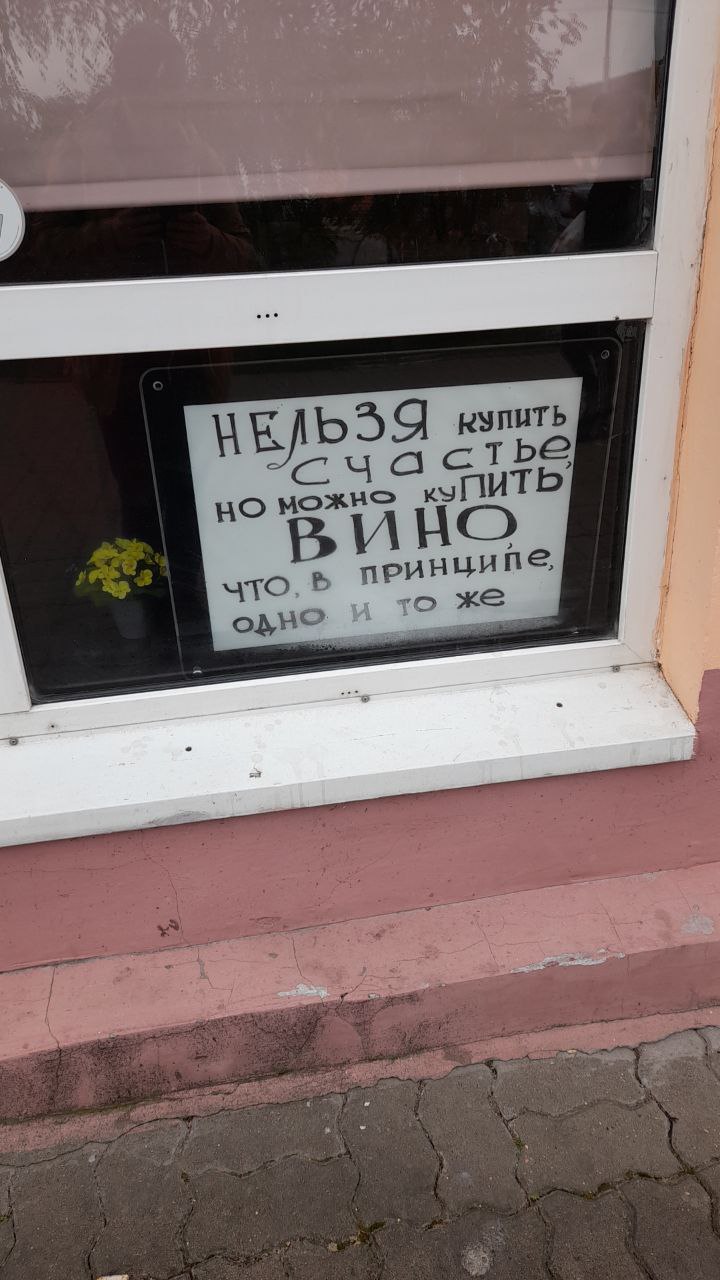 НЕЛЬЗЯ КУПИТЬ
СЧАСТЬЕ,
НО МОЖНО КУПИТЬ
ВИНО,
ЧТО, В ПРИНЦИПЕ,
ОДНО И ТО ЖЕ